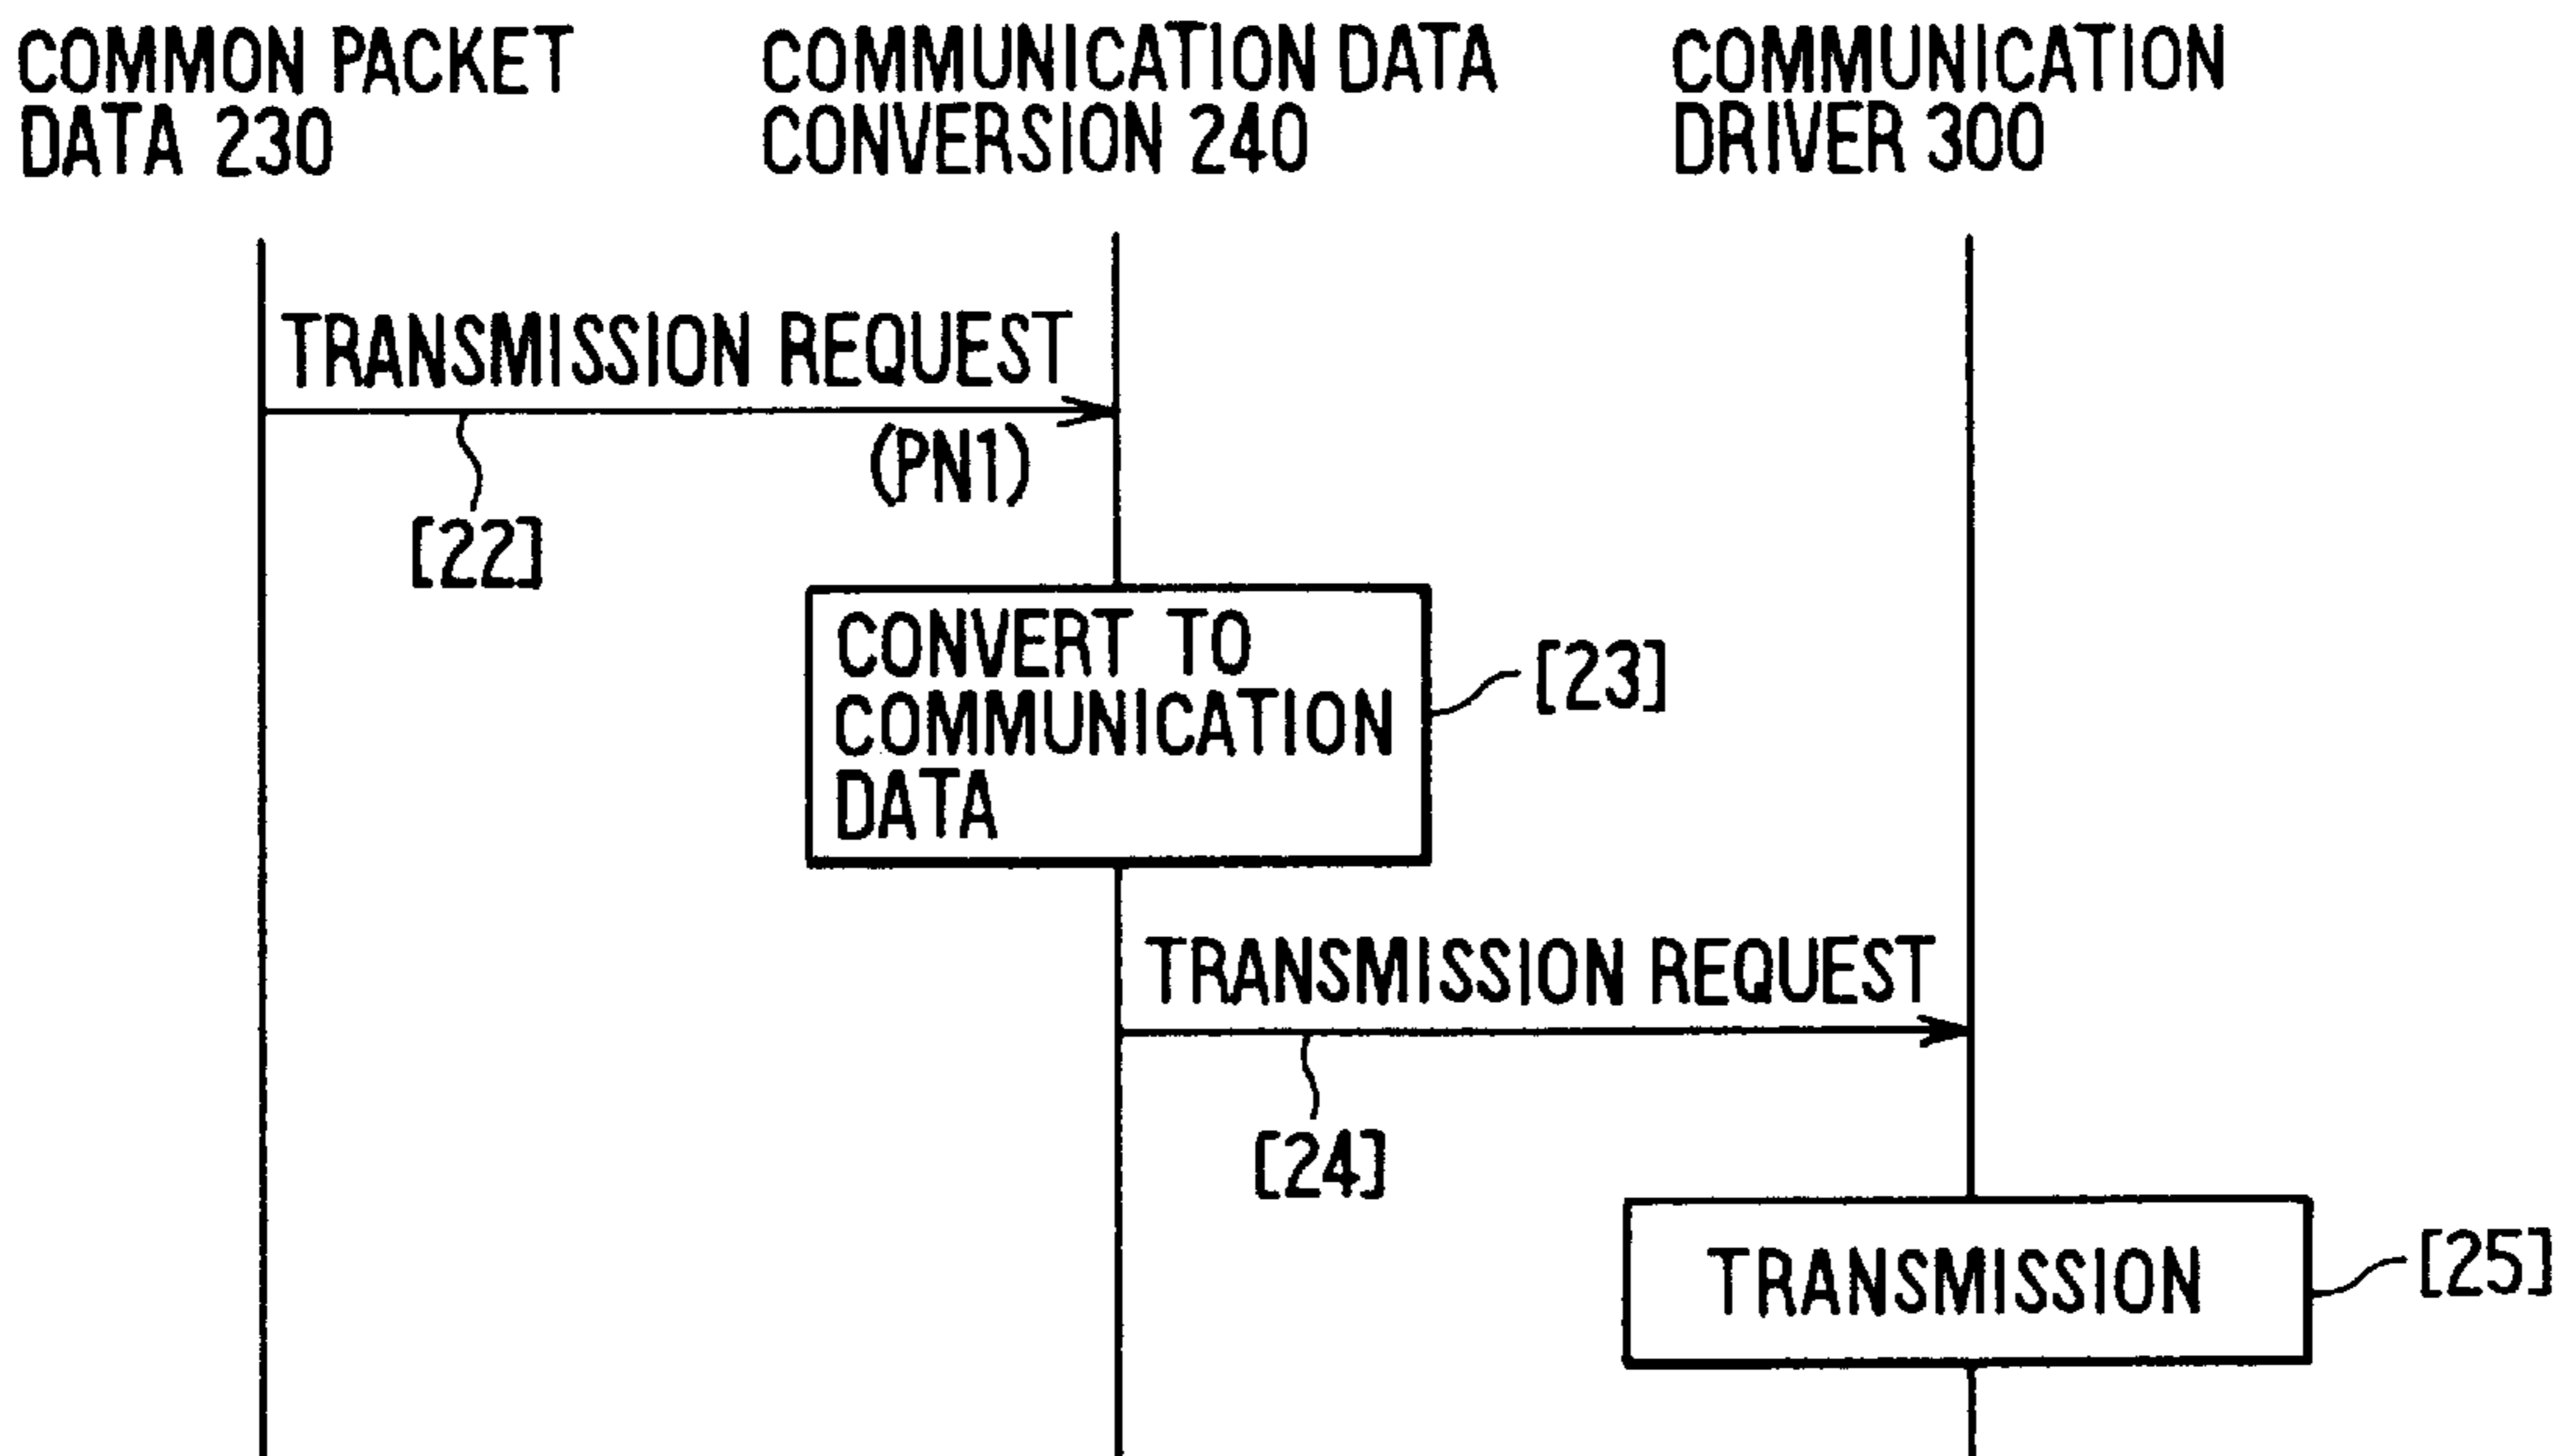 COMMON PACKET
DATA 230
COMMUNICATION DATA
CONVERSION 240
COMMUNICATION
DRIVER 300
TRANSMISSION REQUEST
(PN1)
[22]
CONVERT TO
COMMUNICATION
DATA
[23]
TRANSMISSION REQUEST
[24]
TRANSMISSION
[25]